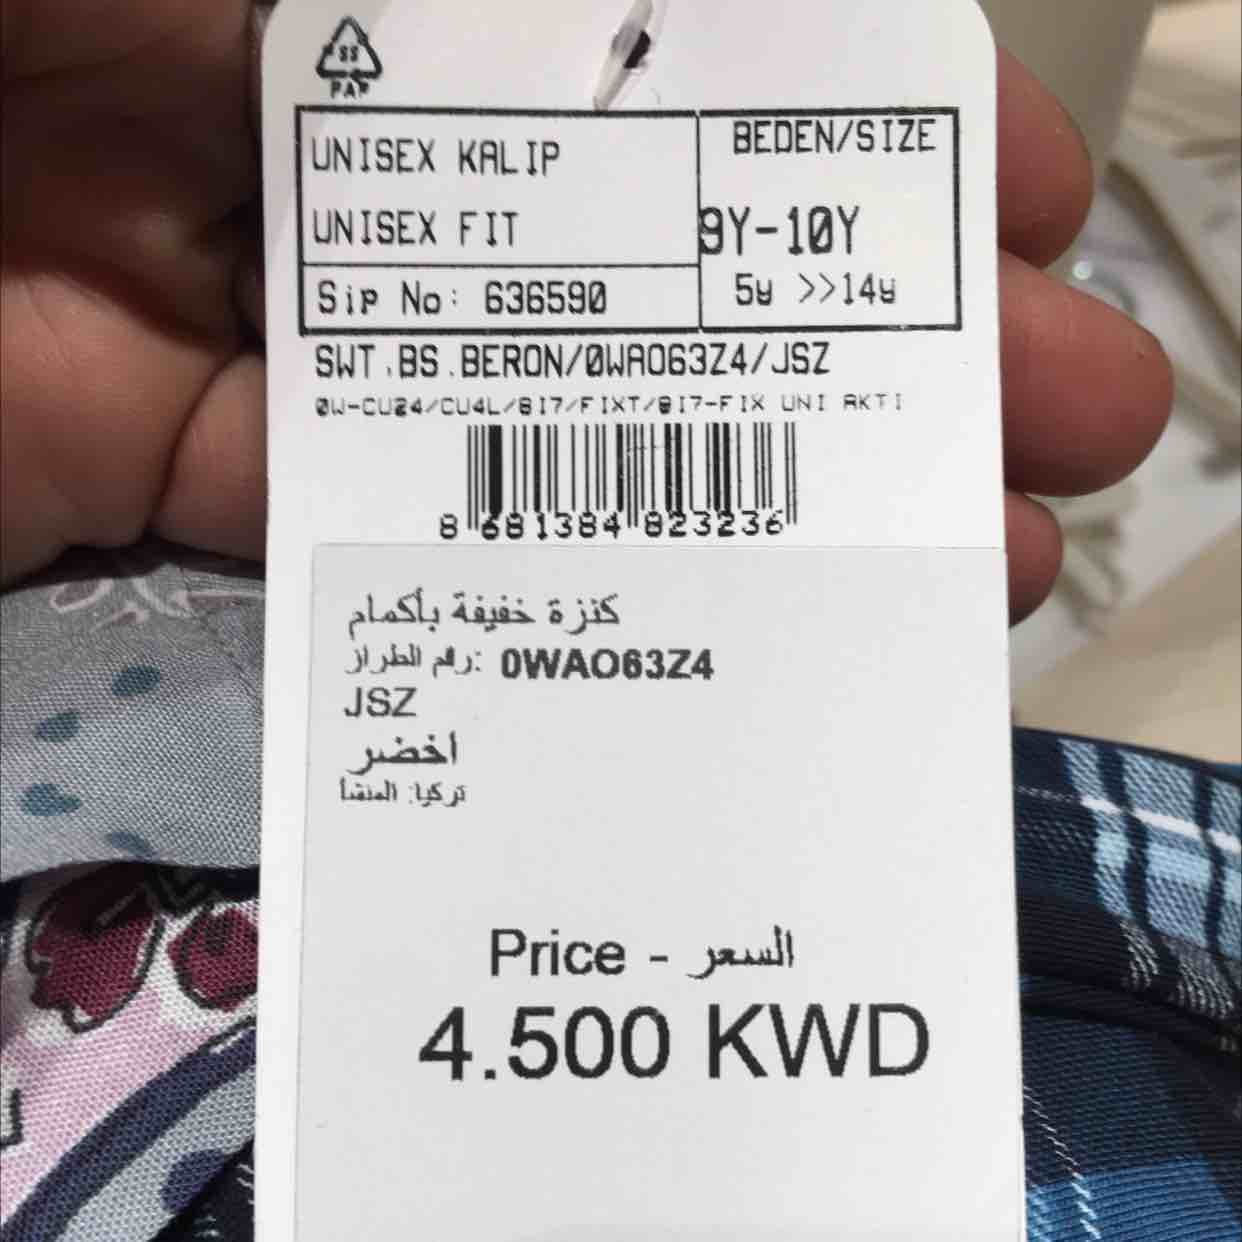 SS
PAP
UNISEX KALIP
UNISEX FIT
BEDEN/SIZE
9Y-10Y
5y >>14y
Sip No: 636590
SWT.BS.BERON/0WAO63Z4/JSZ
0W-CU24/CU4L/8I7/FIXT/8I7-FIX UNI AKTI
8 681384 823236
كنزة خفيفة بأكمام
رقم الطراز: 0WAO63Z4
JSZ
اخضر
تركيا: المنشأ
Price - السعر
4.500 KWD